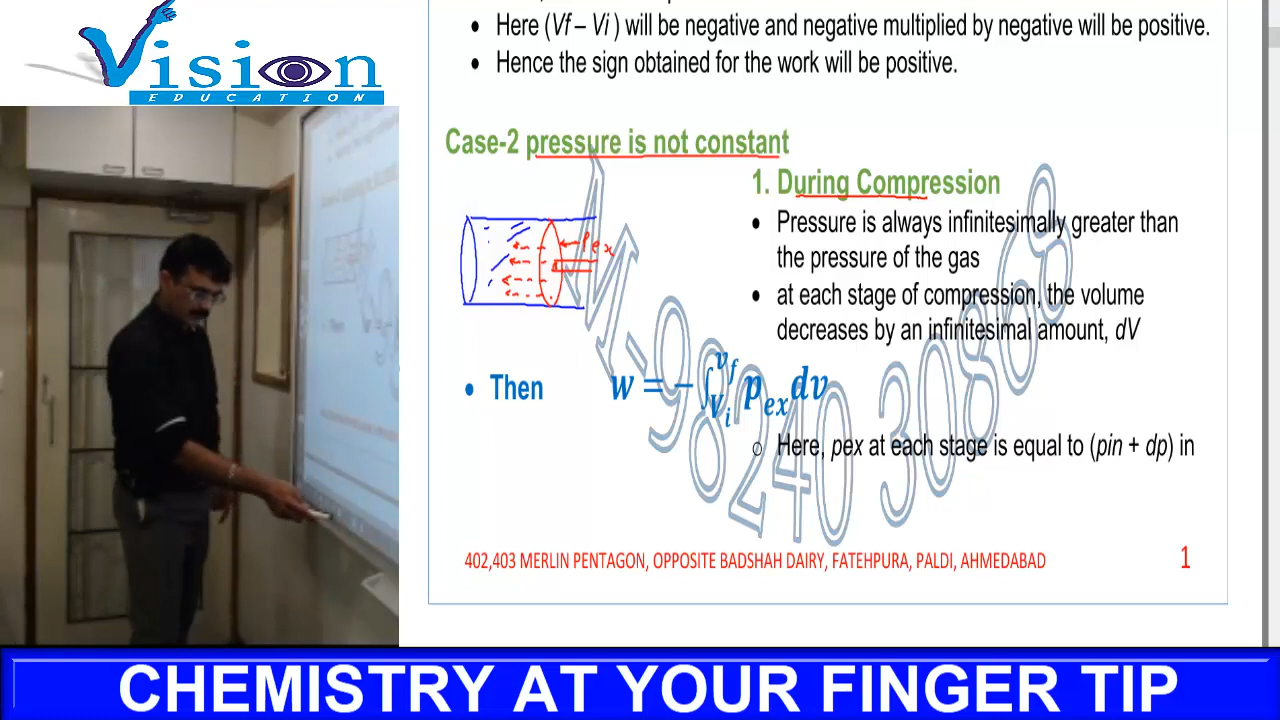 Vision
EDUCATION
• Here (Vf – Vi ) will be negative and negative multiplied by negative will be positive.
• Hence the sign obtained for the work will be positive.
Case-2 pressure is not constant
1. During Compression
• Pressure is always infinitesimally greater than
the pressure of the gas
Pex
• at each stage of compression, the volume
decreases by an infinitesimal amount, dV
• Then w = – ∫ᵥᵢ^vf pₑₓdv
o Here, pex at each stage is equal to (pin + dp) in
M-98240 30868
402,403 MERLIN PENTAGON, OPPOSITE BADSHAH DAIRY, FATEHPURA, PALDI, AHMEDABAD 1
CHEMISTRY AT YOUR FINGER TIP